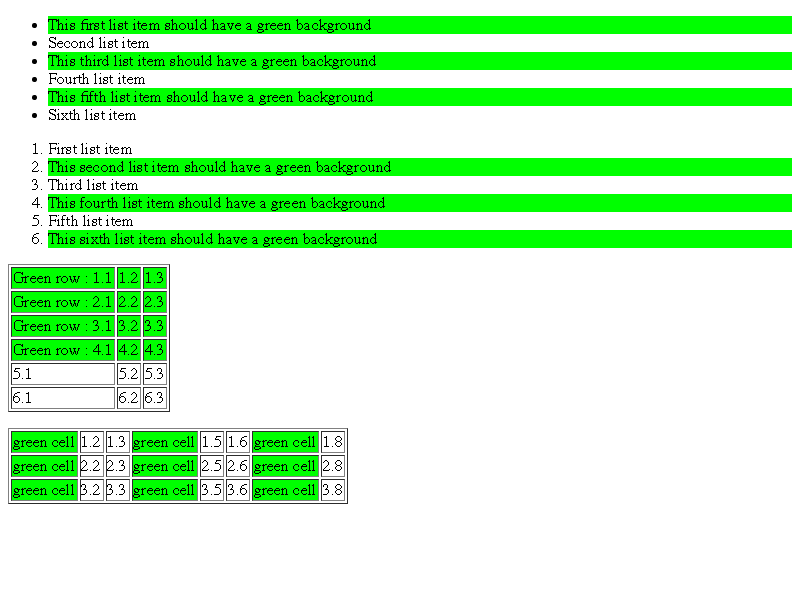 • This first list item should have a green background
• Second list item
• This third list item should have a green background
• Fourth list item
• This fifth list item should have a green background
• Sixth list item
1. First list item
2. This second list item should have a green background
3. Third list item
4. This fourth list item should have a green background
5. Fifth list item
6. This sixth list item should have a green background
Green row : 1.1 1.2 1.3
Green row : 2.1 2.2 2.3
Green row : 3.1 3.2 3.3
Green row : 4.1 4.2 4.3
5.1 5.2 5.3
6.1 6.2 6.3
green cell 1.2 1.3 green cell 1.5 1.6 green cell 1.8
green cell 2.2 2.3 green cell 2.5 2.6 green cell 2.8
green cell 3.2 3.3 green cell 3.5 3.6 green cell 3.8